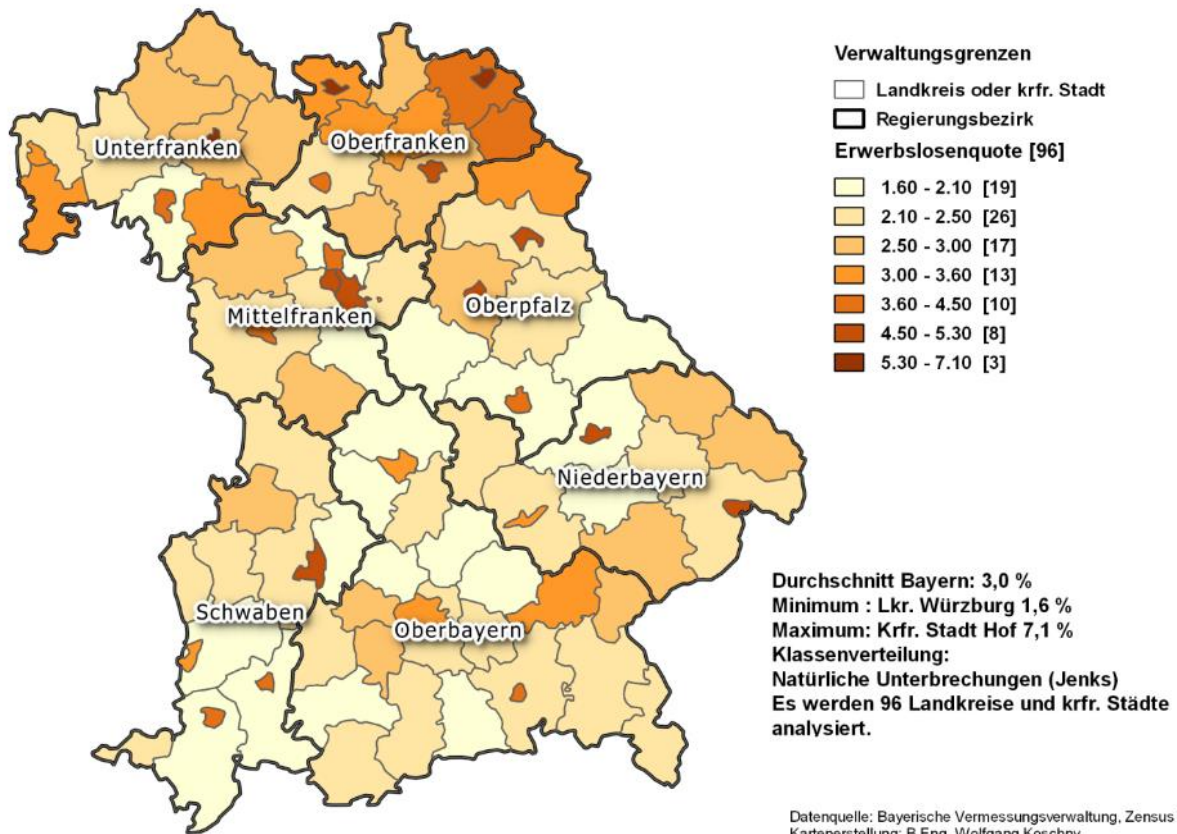 Verwaltungsgrenzen
Landkreis oder krfr. Stadt
Regierungsbezirk
Erwerbslosenquote [96]
1.60 - 2.10 [19]
2.10 - 2.50 [26]
2.50 - 3.00 [17]
3.00 - 3.60 [13]
3.60 - 4.50 [10]
4.50 - 5.30 [8]
5.30 - 7.10 [3]
Unterfranken
Oberfranken
Mittelfranken
Oberpfalz
Niederbayern
Schwaben
Oberbayern
Durchschnitt Bayern: 3,0 %
Minimum : Lkr. Würzburg 1,6 %
Maximum: Krfr. Stadt Hof 7,1 %
Klassenverteilung:
Natürliche Unterbrechungen (Jenks)
Es werden 96 Landkreise und krfr. Städte
analysiert.
Datenquelle: Bayerische Vermessungsverwaltung, Zensus
Kartenerstellung: B.Eng. Wolfgang Koschny